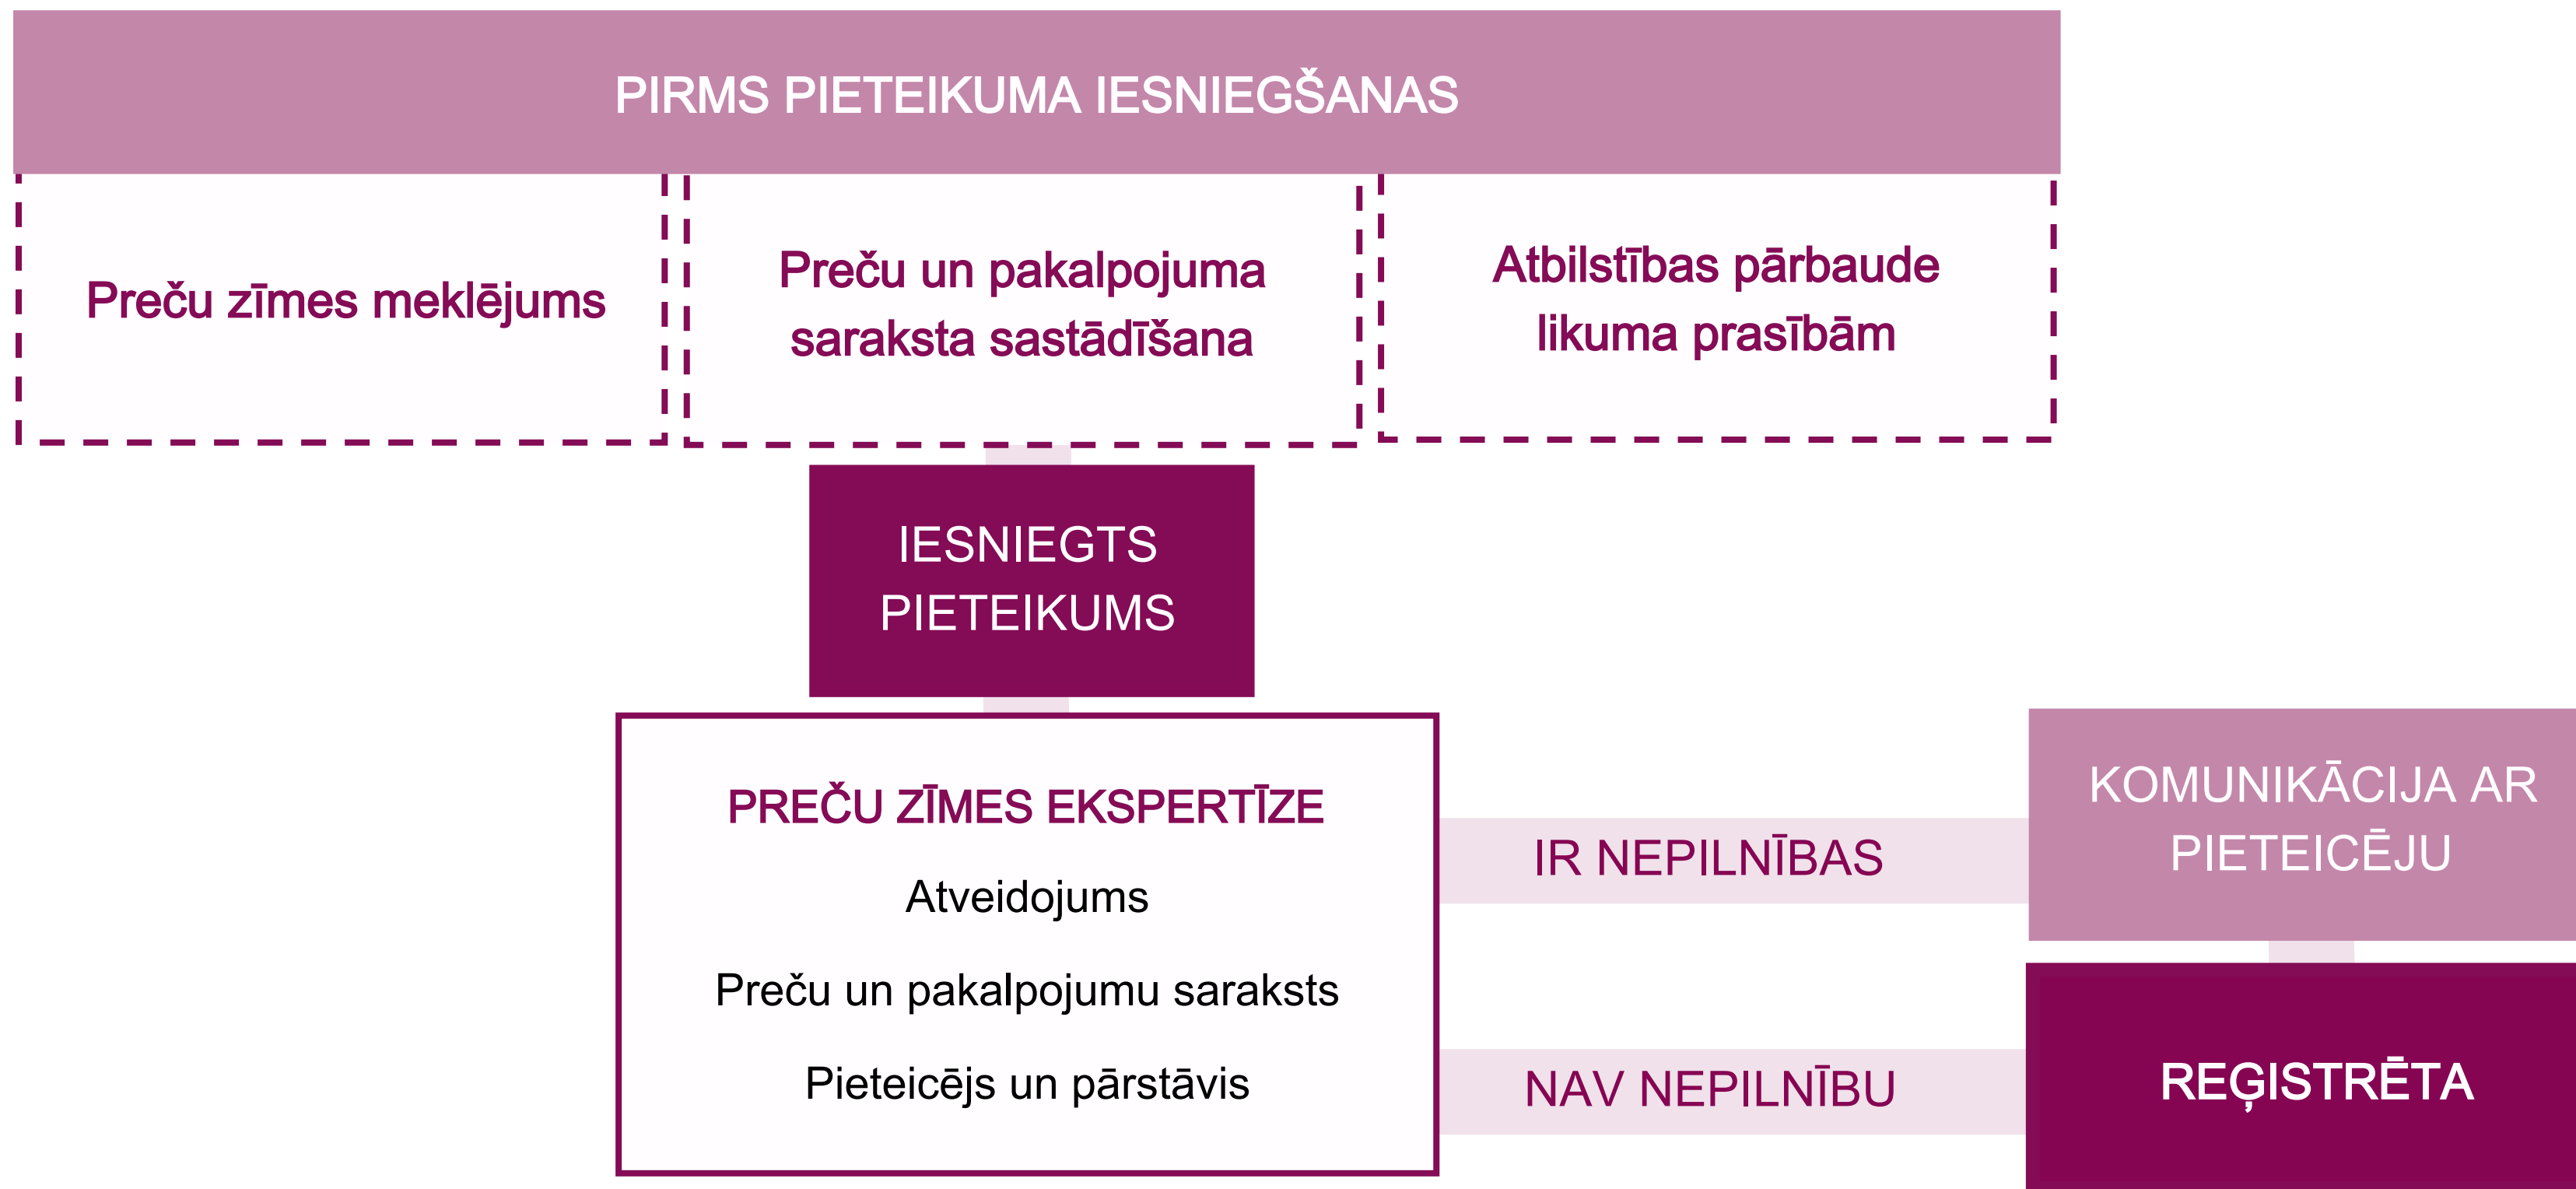 PIRMS PIETEIKUMA IESNIEGŠANAS
Preču zīmes meklējums
Preču un pakalpojuma
saraksta sastādīšana
Atbilstības pārbaude
likuma prasībām
IESNIEGTS
PIETEIKUMS
PREČU ZĪMES EKSPERTĪZE
Atveidojums
Preču un pakalpojumu saraksts
Pieteicējs un pārstāvis
IR NEPILNĪBAS
KOMUNIKĀCIJA AR
PIETEICĒJU
NAV NEPILNĪBU
REĢISTRĒTA